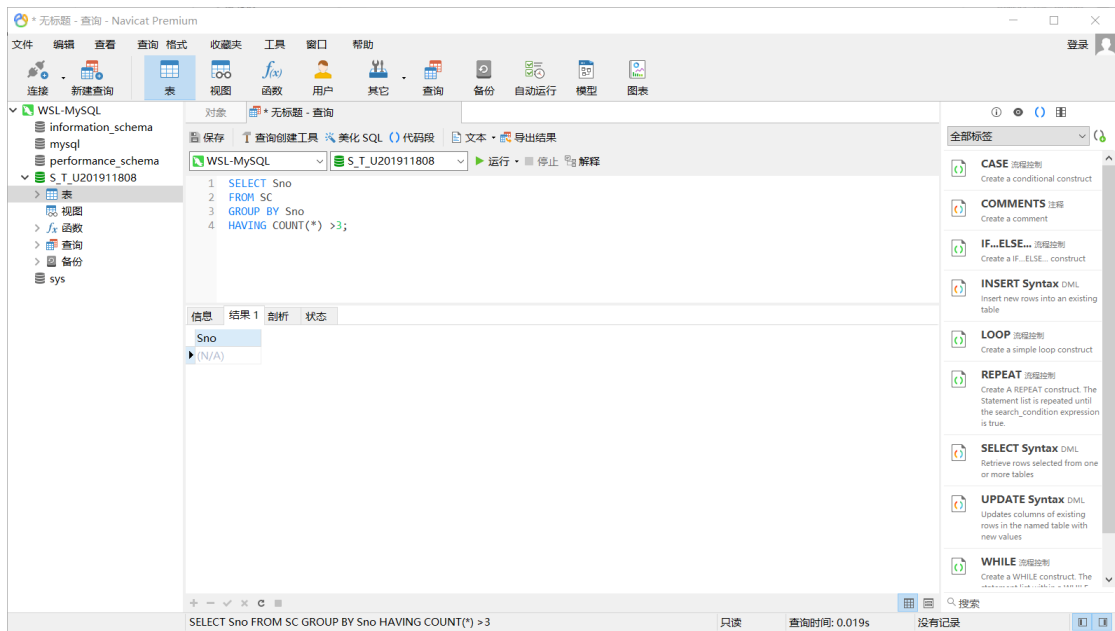 * 无标题 - 查询 - Navicat Premium
文件 编辑 查看 查询 格式 收藏夹 工具 窗口 帮助 登录
连接 新建查询 表 视图 函数 用户 其它 查询 备份 自动运行 模型 图表
WSL-MySQL
information_schema
mysql
performance_schema
S_T_U201911808
表
视图
函数
查询
备份
sys
对象 * 无标题 - 查询
保存 查询创建工具 美化 SQL () 代码段 文本 导出结果
WSL-MySQL S_T_U201911808 运行 停止 解释
1 SELECT Sno
2 FROM SC
3 GROUP BY Sno
4 HAVING COUNT(*) >3;
信息 结果 1 剖析 状态
Sno
(N/A)
全部标签
CASE 流程控制
Create a conditional construct
COMMENTS 注释
Create a comment
IF...ELSE... 流程控制
Create a IF...ELSE... construct
INSERT Syntax DML
Insert new rows into an existing
table
LOOP 流程控制
Create a simple loop construct
REPEAT 流程控制
Create A REPEAT construct. The
Statement list is repeated until
the search_condition expression
is true.
SELECT Syntax DML
Retrieve rows selected from one
or more tables
UPDATE Syntax DML
Updates columns of existing
rows in the named table with
new values
WHILE 流程控制
Create a WHILE construct. The
搜索
SELECT Sno FROM SC GROUP BY Sno HAVING COUNT(*) >3 只读 查询时间: 0.019s 没有记录